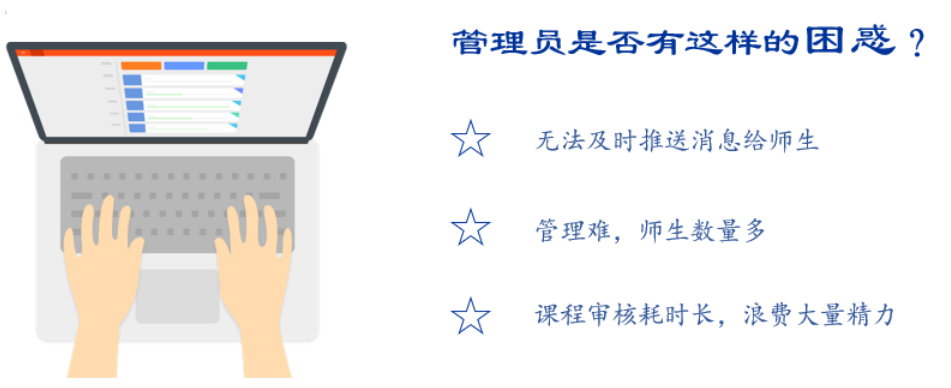 管理员是否有这样的困惑？
无法及时推送消息给师生
管理难，师生数量多
课程审核耗时长，浪费大量精力